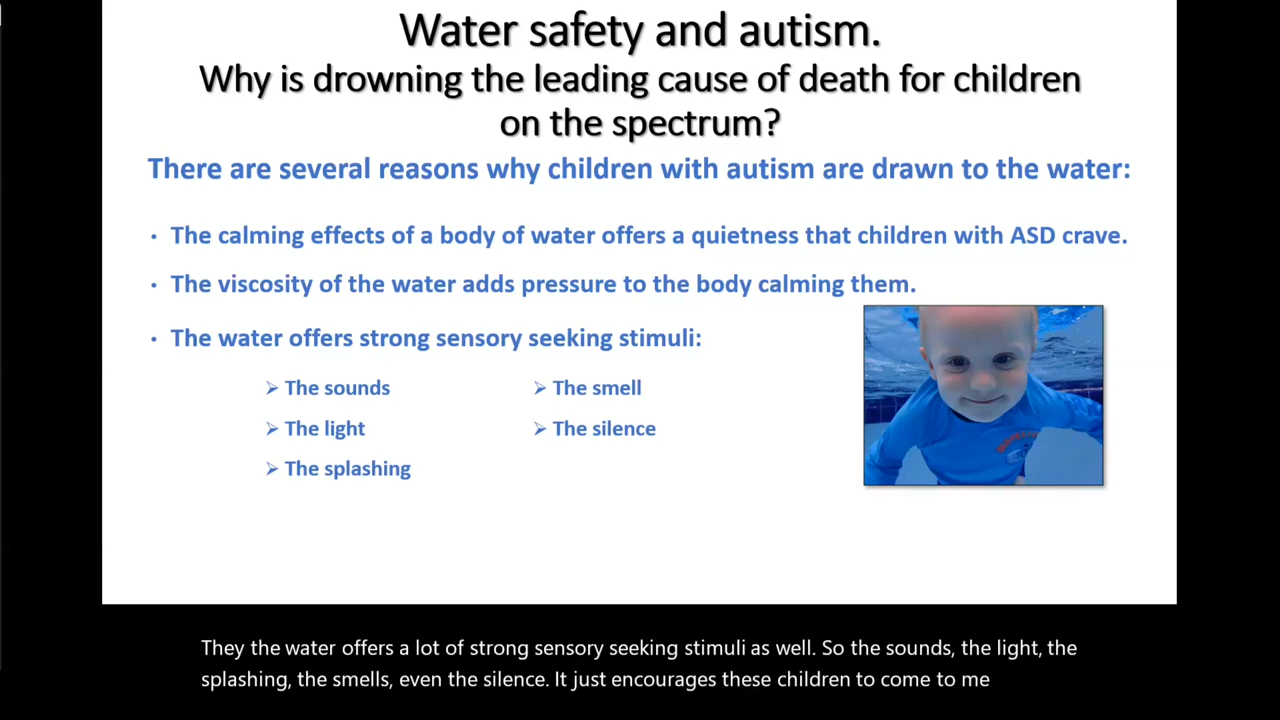 Water safety and autism.
Why is drowning the leading cause of death for children
on the spectrum?
There are several reasons why children with autism are drawn to the water:
• The calming effects of a body of water offers a quietness that children with ASD crave.
• The viscosity of the water adds pressure to the body calming them.
• The water offers strong sensory seeking stimuli:
➢ The sounds ➢ The smell
➢ The light ➢ The silence
➢ The splashing
They the water offers a lot of strong sensory seeking stimuli as well. So the sounds, the light, the
splashing, the smells, even the silence. It just encourages these children to come to me